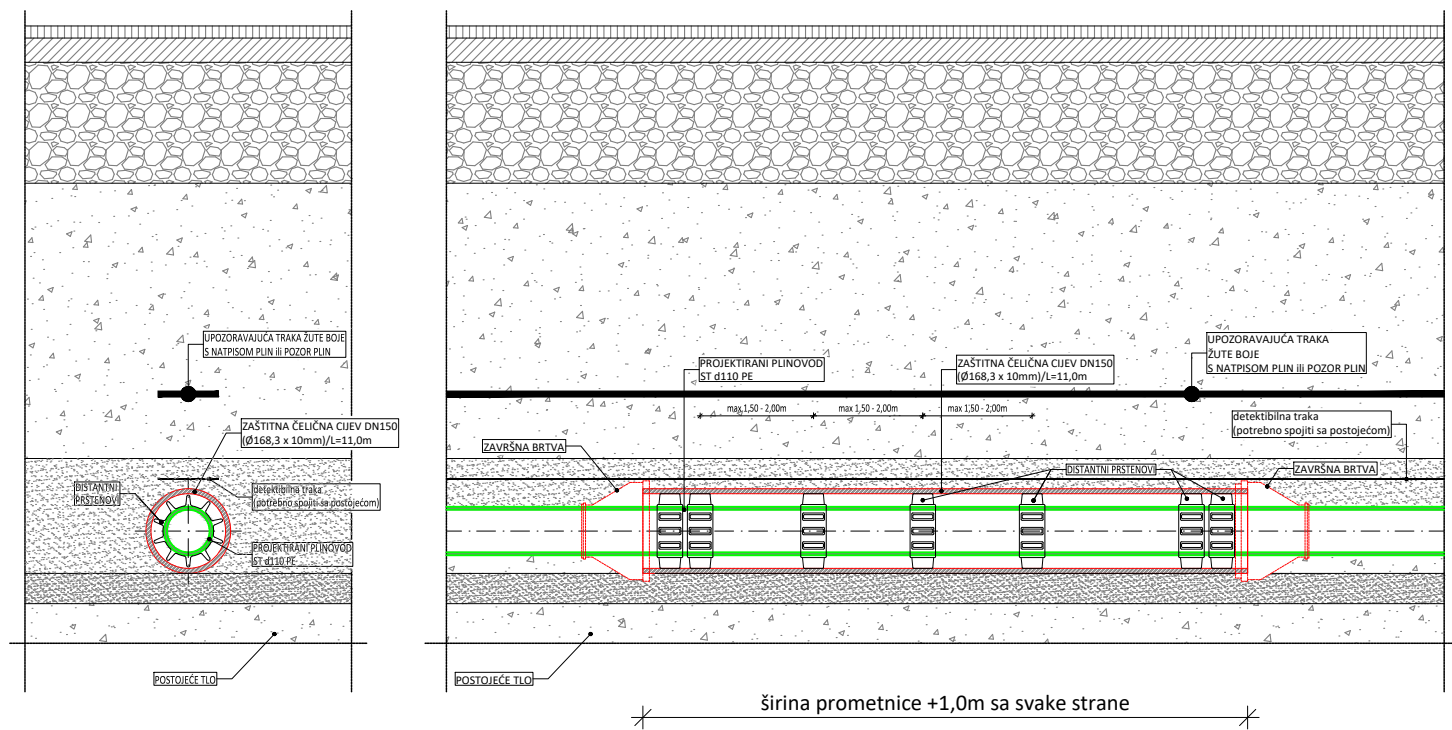 UPOZORAVAJUĆA TRAKA ŽUTE BOJE
S NATPISOM PLIN ili POZOR PLIN
ZAŠTITNA ČELIČNA CIJEV DN150
(Ø168,3 x 10mm)/L=11,0m
DISTANTNI
PRSTENOVI
detektibilna traka
(potrebno spojiti sa postojećom)
PROJEKTIRANI PLINOVOD
ST d110 PE
POSTOJEĆE TLO
PROJEKTIRANI PLINOVOD
ST d110 PE
ZAŠTITNA ČELIČNA CIJEV DN150
(Ø168,3 x 10mm)/L=11,0m
UPOZORAVAJUĆA TRAKA
ŽUTE BOJE
S NATPISOM PLIN ili POZOR PLIN
max 1,50 - 2,00m
max 1,50 - 2,00m
max 1,50 - 2,00m
detektibilna traka
(potrebno spojiti sa postojećom)
ZAVRŠNA BRTVA
DISTANTNI PRSTENOVI
ZAVRŠNA BRTVA
POSTOJEĆE TLO
širina prometnice +1,0m sa svake strane